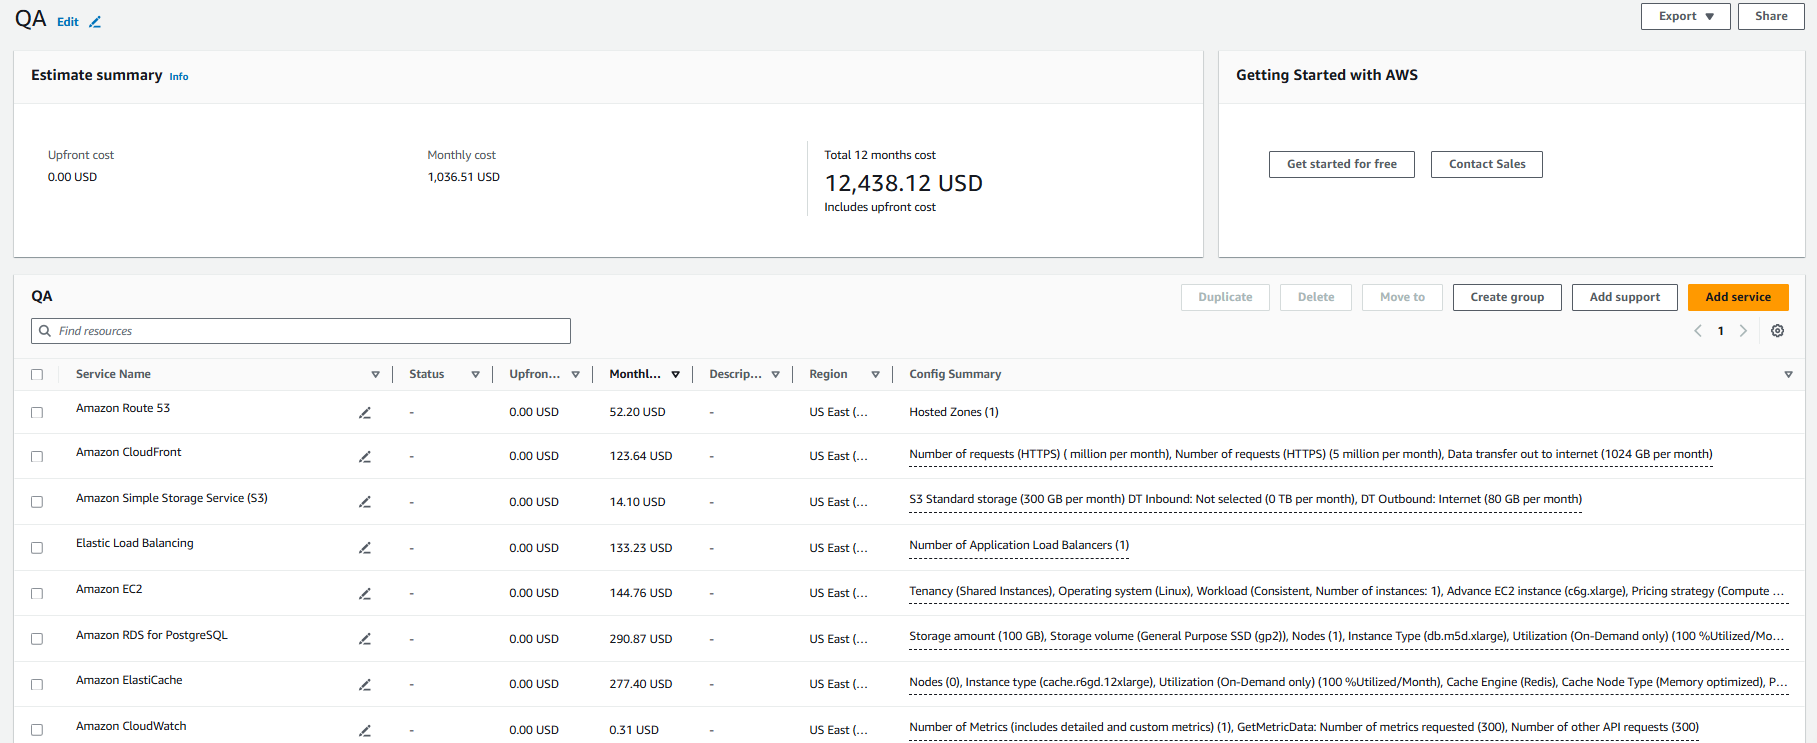 QA Edit
Export Share
Estimate summary Info
Getting Started with AWS
Upfront cost
0.00 USD
Monthly cost
1,036.51 USD
Total 12 months cost
12,438.12 USD
Includes upfront cost
Get started for free Contact Sales
QA
Duplicate Delete Move to Create group Add support Add service
Find resources
1
Service Name Status Upfron... Monthl... Descrip... Region Config Summary
Amazon Route 53 - 0.00 USD 52.20 USD - US East (... Hosted Zones (1)
Amazon CloudFront - 0.00 USD 123.64 USD - US East (... Number of requests (HTTPS) ( million per month), Number of requests (HTTPS) (5 million per month), Data transfer out to internet (1024 GB per month)
Amazon Simple Storage Service (S3) - 0.00 USD 14.10 USD - US East (... S3 Standard storage (300 GB per month) DT Inbound: Not selected (0 TB per month), DT Outbound: Internet (80 GB per month)
Elastic Load Balancing - 0.00 USD 133.23 USD - US East (... Number of Application Load Balancers (1)
Amazon EC2 - 0.00 USD 144.76 USD - US East (... Tenancy (Shared Instances), Operating system (Linux), Workload (Consistent, Number of instances: 1), Advance EC2 instance (c6g.xlarge), Pricing strategy (Compute ...
Amazon RDS for PostgreSQL - 0.00 USD 290.87 USD - US East (... Storage amount (100 GB), Storage volume (General Purpose SSD (gp2)), Nodes (1), Instance Type (db.m5d.xlarge), Utilization (On-Demand only) (100 %Utilized/Mo...
Amazon ElastiCache - 0.00 USD 277.40 USD - US East (... Nodes (0), Instance type (cache.r6gd.12xlarge), Utilization (On-Demand only) (100 %Utilized/Month), Cache Engine (Redis), Cache Node Type (Memory optimized), P...
Amazon CloudWatch - 0.00 USD 0.31 USD - US East (... Number of Metrics (includes detailed and custom metrics) (1), GetMetricData: Number of metrics requested (300), Number of other API requests (300)